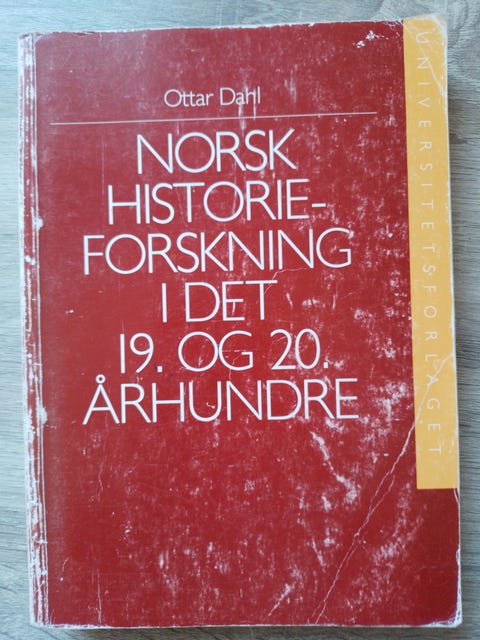 Ottar Dahl
NORSK
HISTORIE-
FORSKNING
I DET
19. OG 20.
ÅRHUNDRE
UNIVERSITETSFORLAGET